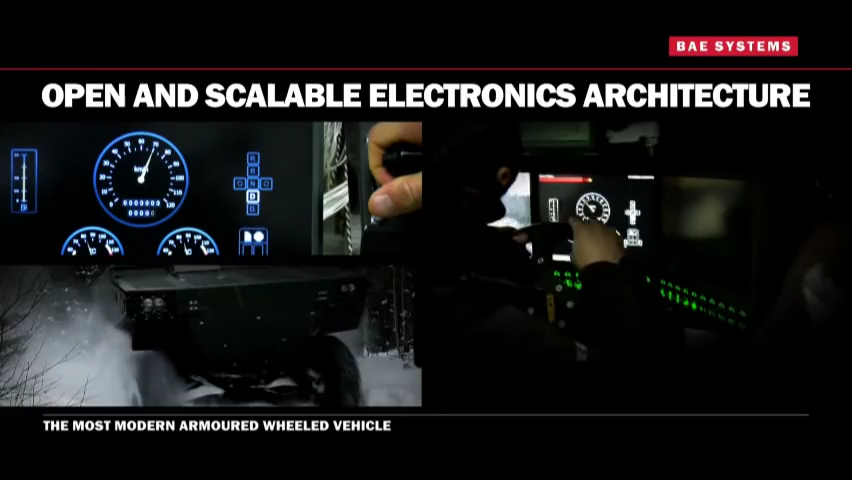 BAE SYSTEMS
OPEN AND SCALABLE ELECTRONICS ARCHITECTURE
THE MOST MODERN ARMOURED WHEELED VEHICLE